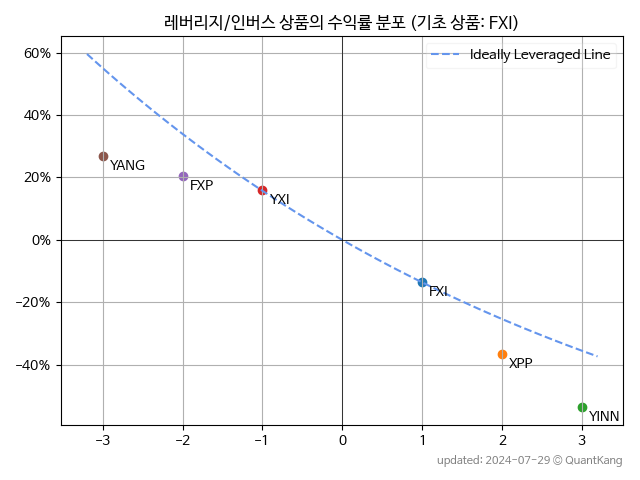 레버리지/인버스 상품의 수익률 분포 (기초 상품: FXI)
Ideally Leveraged Line
60%
40%
20%
0%
−20%
−40%
YANG
FXP
YXI
FXI
XPP
YINN
−3
−2
−1
0
1
2
3
updated: 2024-07-29 © QuantKang